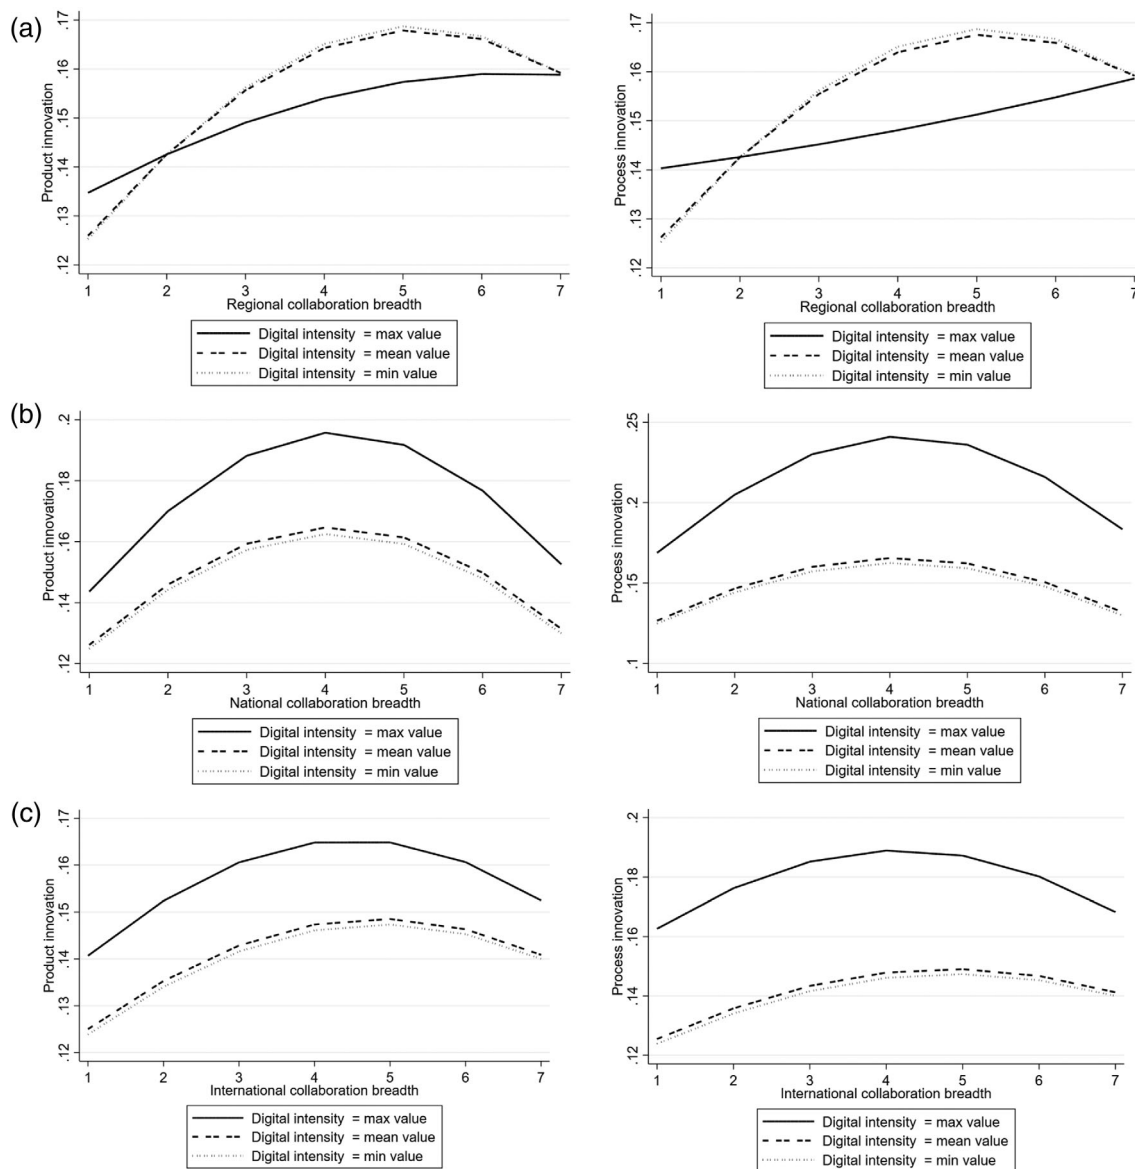 (a)
.17
.16
.15
.14
.13
.12
Product innovation
1 2 3 4 5 6 7
Regional collaboration breadth
Digital intensity = max value
Digital intensity = mean value
Digital intensity = min value
.17
.16
.15
.14
.13
.12
Process innovation
1 2 3 4 5 6 7
Regional collaboration breadth
Digital intensity = max value
Digital intensity = mean value
Digital intensity = min value
(b)
.2
.18
.16
.14
.12
Product innovation
1 2 3 4 5 6 7
National collaboration breadth
Digital intensity = max value
Digital intensity = mean value
Digital intensity = min value
.25
.2
.15
.1
Process innovation
1 2 3 4 5 6 7
National collaboration breadth
Digital intensity = max value
Digital intensity = mean value
Digital intensity = min value
(c)
.17
.16
.15
.14
.13
.12
Product innovation
1 2 3 4 5 6 7
International collaboration breadth
Digital intensity = max value
Digital intensity = mean value
Digital intensity = min value
.2
.18
.16
.14
.12
Process innovation
1 2 3 4 5 6 7
International collaboration breadth
Digital intensity = max value
Digital intensity = mean value
Digital intensity = min value